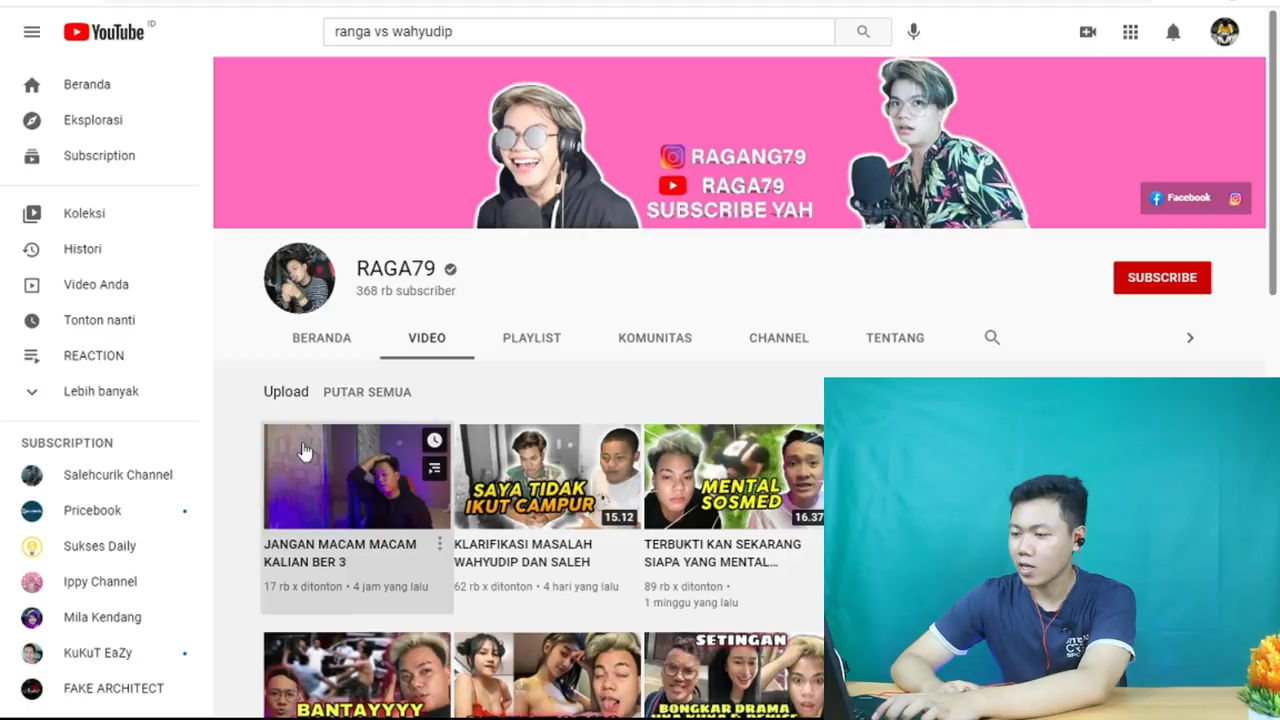 YouTube ID
ranga vs wahyudip
Beranda
Eksplorasi
Subscription
Koleksi
Histori
Video Anda
Tonton nanti
REACTION
Lebih banyak
SUBSCRIPTION
Salehcurik Channel
Pricebook
Sukses Daily
Ippy Channel
Mila Kendang
KuKuT EaZy
FAKE ARCHITECT
RAGANG79
RAGA79
SUBSCRIBE YAH
Facebook
RAGA79
368 rb subscriber
SUBSCRIBE
BERANDA
VIDEO
PLAYLIST
KOMUNITAS
CHANNEL
TENTANG
Upload
PUTAR SEMUA
JANGAN MACAM MACAM
KALIAN BER 3
17 rb x ditonton • 4 jam yang lalu
SAYA TIDAK
IKUT CAMPUR
15.12
KLARIFIKASI MASALAH
WAHYUDIP DAN SALEH
62 rb x ditonton • 4 hari yang lalu
MENTAL
SOSMED
16.37
TERBUKTI KAN SEKARANG
SIAPA YANG MENTAL...
89 rb x ditonton •
1 minggu yang lalu
BANTAYYYY
SETINGAN
BONGKAR DRAMA